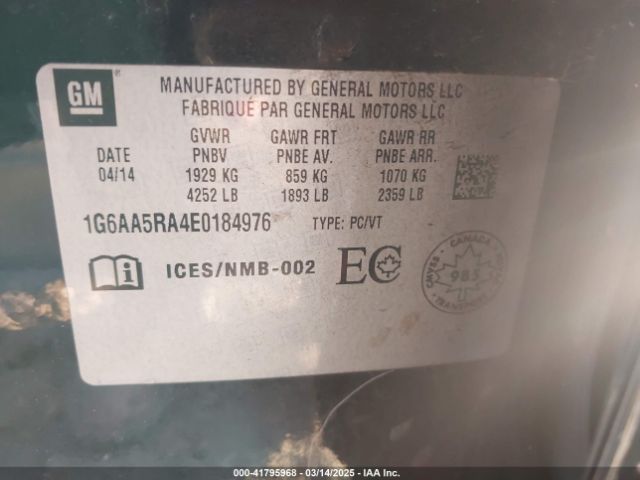 GM
MANUFACTURED BY GENERAL MOTORS LLC
FABRIQUÉ PAR GENERAL MOTORS LLC
GVWR GAWR FRT GAWR RR
DATE PNBV PNBE AV. PNBE ARR.
04/14 1929 KG 859 KG 1070 KG
4252 LB 1893 LB 2359 LB
1G6AA5RA4E0184976 TYPE: PC/VT
i ICES/NMB-002 EC
CANADA
CMVSS 985
TRANSPORT
000-41795968 - 03/14/2025 - IAA Inc.